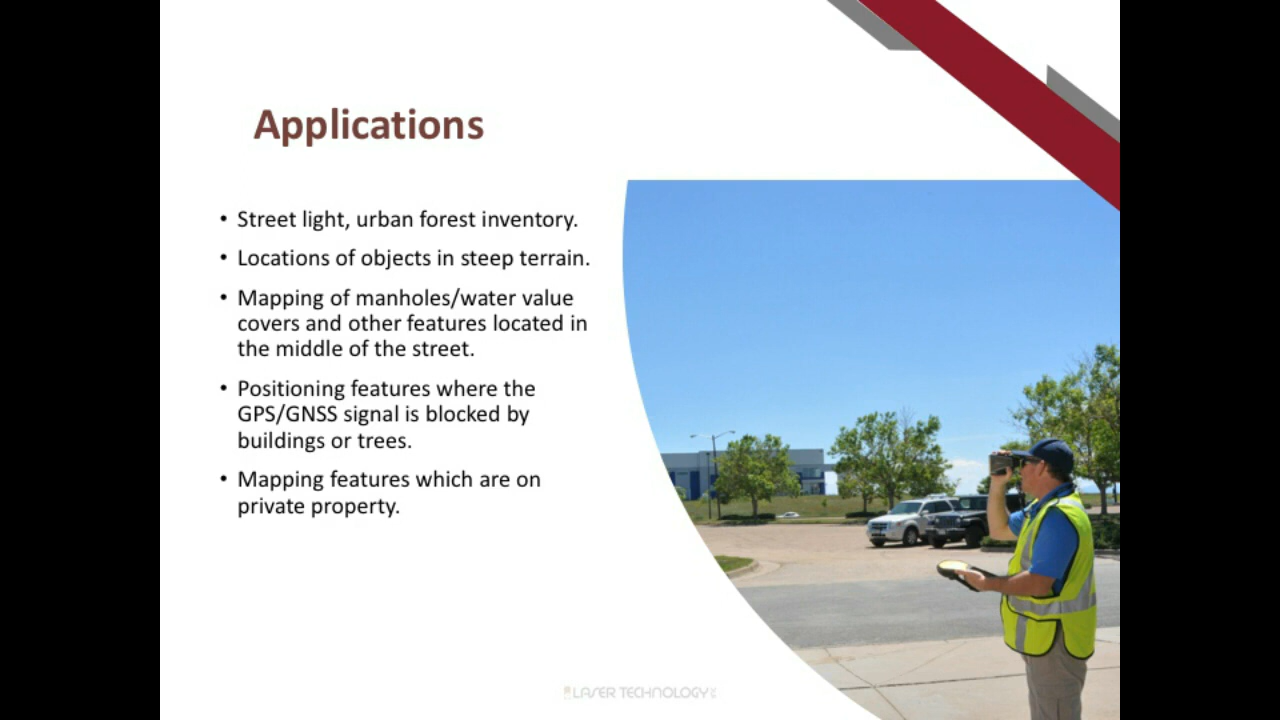 Applications
• Street light, urban forest inventory.
• Locations of objects in steep terrain.
• Mapping of manholes/water value
covers and other features located in
the middle of the street.
• Positioning features where the
GPS/GNSS signal is blocked by
buildings or trees.
• Mapping features which are on
private property.
LASER TECHNOLOGY